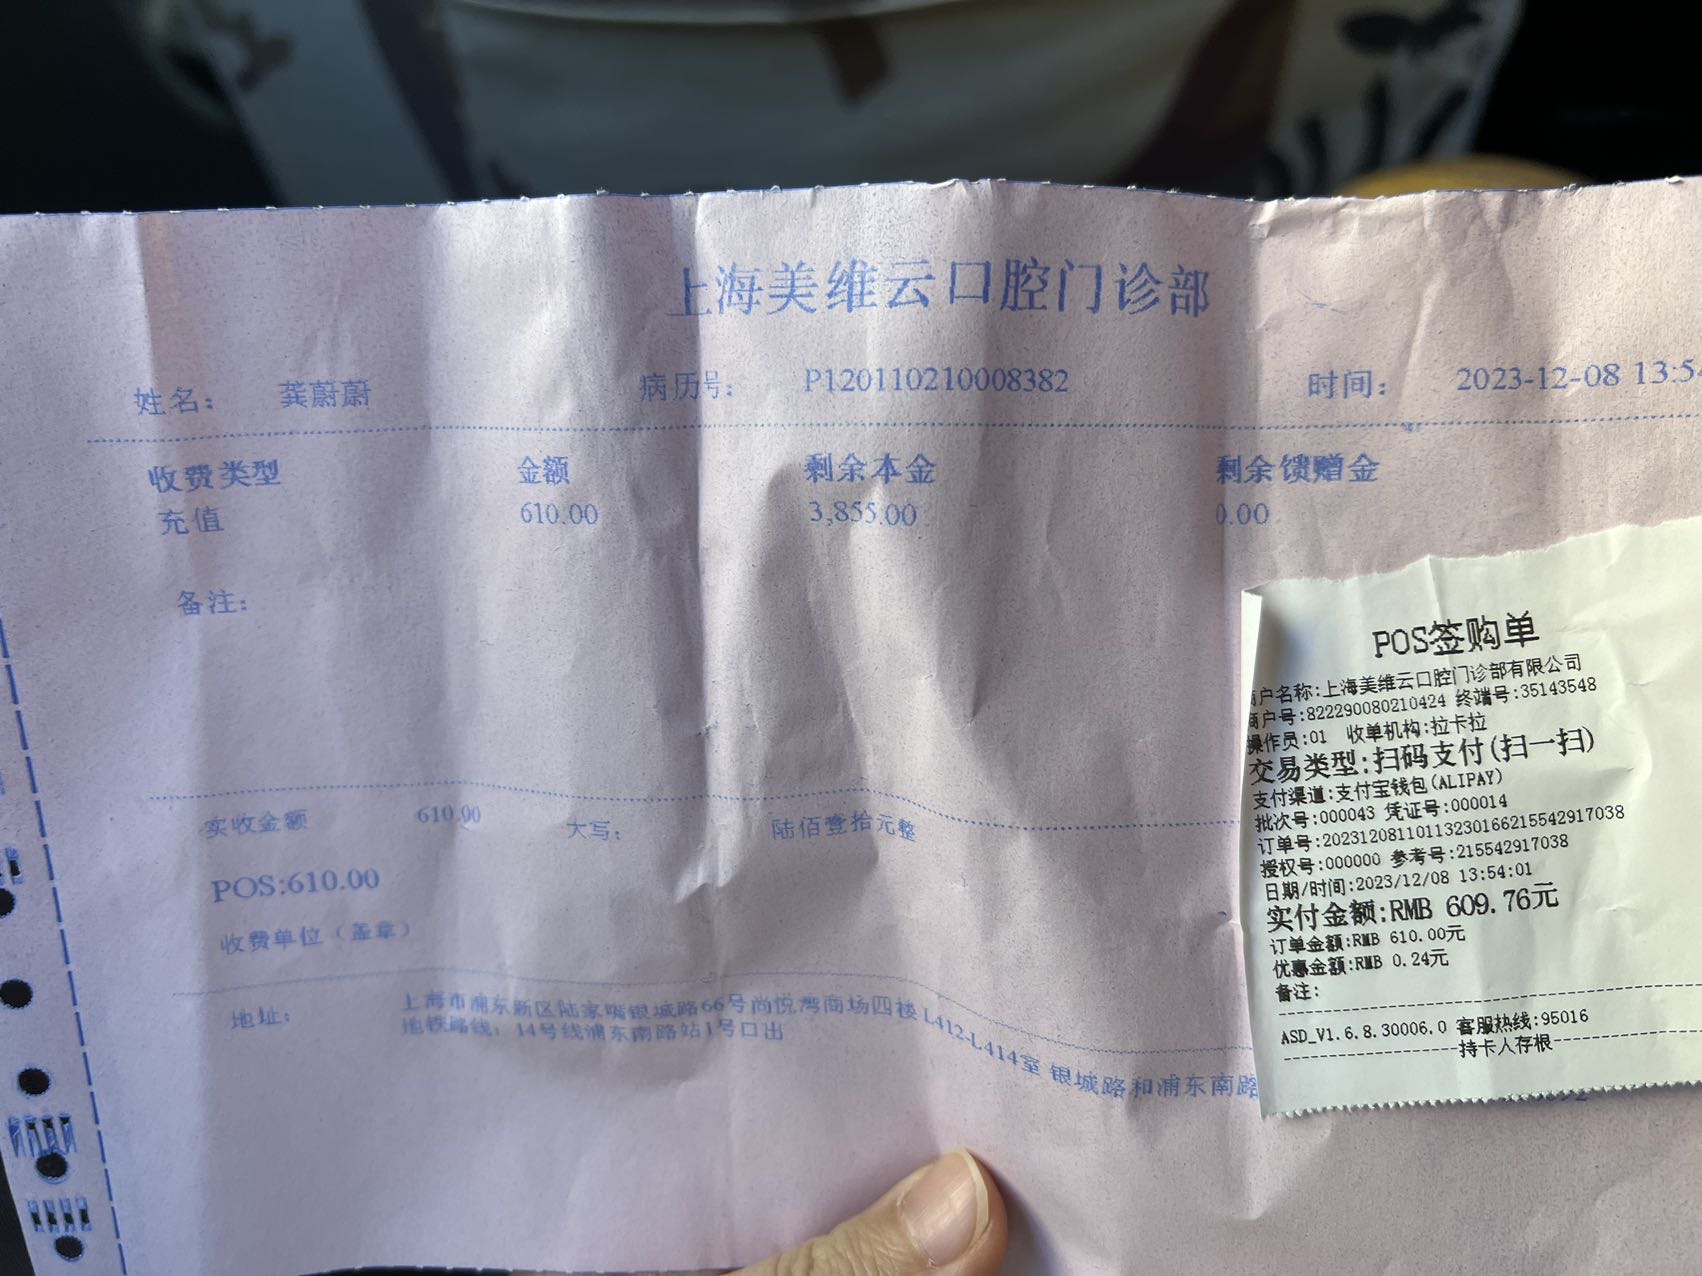 上海美维云口腔门诊部
姓名： 龚蔚蔚 病历号： P120110210008382 时间： 2023-12-08 13:54
收费类型 金额 剩余本金 剩余馈赠金
充值 610.00 3,855.00 0.00
备注：
实收金额 610.00 大写： 陆佰壹拾元整
POS:610.00
收费单位（盖章）
地址： 上海市浦东新区陆家嘴银城路66号尚悦湾商场四楼L412-L414室 银城路和浦东南路
地铁路线：14号线浦东南路站1号口出
POS签购单
商户名称:上海美维云口腔门诊部有限公司
商户号:822290080210424 终端号:35143548
操作员:01 收单机构:拉卡拉
交易类型:扫码支付(扫一扫)
支付渠道:支付宝钱包(ALIPAY)
批次号:000043 凭证号:000014
订单号:20231208110113230166215542917038
授权号:000000 参考号:215542917038
日期/时间:2023/12/08 13:54:01
实付金额:RMB 609.76元
订单金额:RMB 610.00元
优惠金额:RMB 0.24元
备注:
ASD_V1.6.8.30006.0 客服热线:95016
持卡人存根